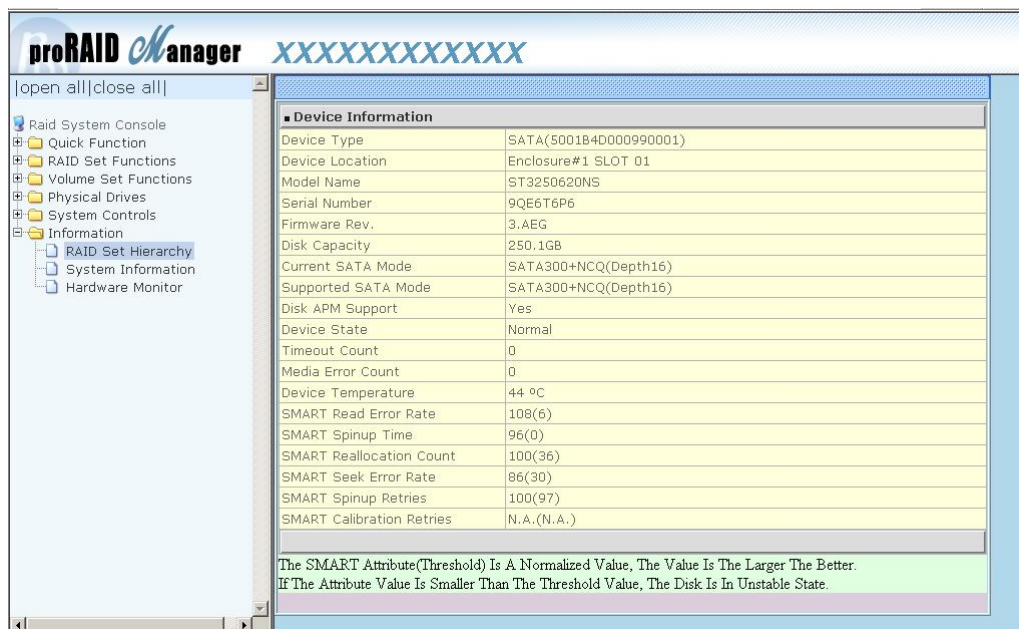 proRAID Manager XXXXXXXXXXXX
|open all|close all|
Raid System Console
Quick Function
RAID Set Functions
Volume Set Functions
Physical Drives
System Controls
Information
RAID Set Hierarchy
System Information
Hardware Monitor
Device Information
Device Type SATA(5001B4D000990001)
Device Location Enclosure#1 SLOT 01
Model Name ST3250620NS
Serial Number 9QE6T6P6
Firmware Rev. 3.AEG
Disk Capacity 250.1GB
Current SATA Mode SATA300+NCQ(Depth16)
Supported SATA Mode SATA300+NCQ(Depth16)
Disk APM Support Yes
Device State Normal
Timeout Count 0
Media Error Count 0
Device Temperature 44 ºC
SMART Read Error Rate 108(6)
SMART Spinup Time 96(0)
SMART Reallocation Count 100(36)
SMART Seek Error Rate 86(30)
SMART Spinup Retries 100(97)
SMART Calibration Retries N.A.(N.A.)
The SMART Attribute(Threshold) Is A Normalized Value, The Value Is The Larger The Better.
If The Attribute Value Is Smaller Than The Threshold Value, The Disk Is In Unstable State.